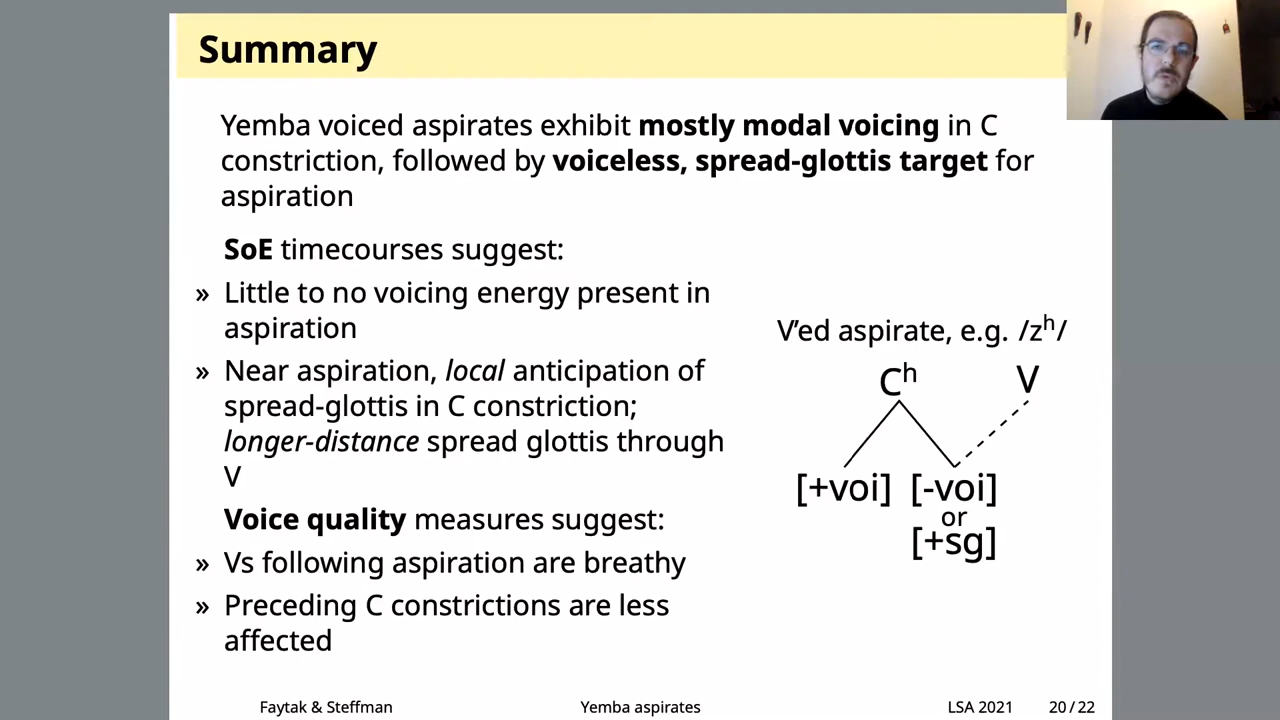 Summary
Yemba voiced aspirates exhibit mostly modal voicing in C
constriction, followed by voiceless, spread-glottis target for
aspiration
SoE timecourses suggest:
» Little to no voicing energy present in
aspiration
» Near aspiration, local anticipation of
spread-glottis in C constriction;
longer-distance spread glottis through
V
Voice quality measures suggest:
» Vs following aspiration are breathy
» Preceding C constrictions are less
affected
V'ed aspirate, e.g. /zʰ/
Cʰ V
[+voi] [-voi]
or
[+sg]
Faytak & Steffman Yemba aspirates LSA 2021 20 / 22